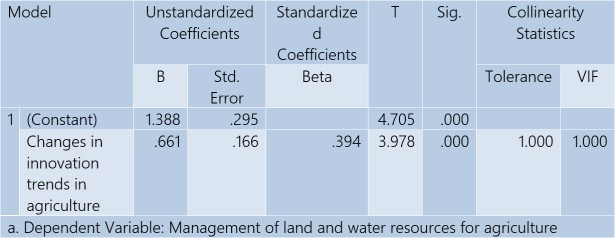 Model Unstandardized Standardize T Sig. Collinearity
Coefficients d Statistics
Coefficients
B Std. Beta Tolerance VIF
Error
1 (Constant) 1.388 .295 4.705 .000
Changes in .661 .166 .394 3.978 .000 1.000 1.000
innovation
trends in
agriculture
a. Dependent Variable: Management of land and water resources for agriculture